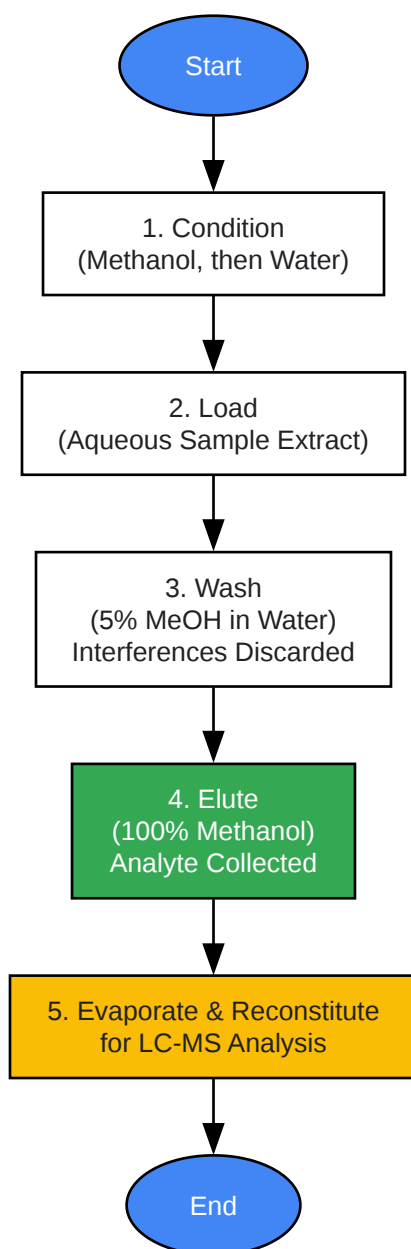 Start
1. Condition
(Methanol, then Water)
2. Load
(Aqueous Sample Extract)
3. Wash
(5% MeOH in Water)
Interferences Discarded
4. Elute
(100% Methanol)
Analyte Collected
5. Evaporate & Reconstitute
for LC-MS Analysis
End